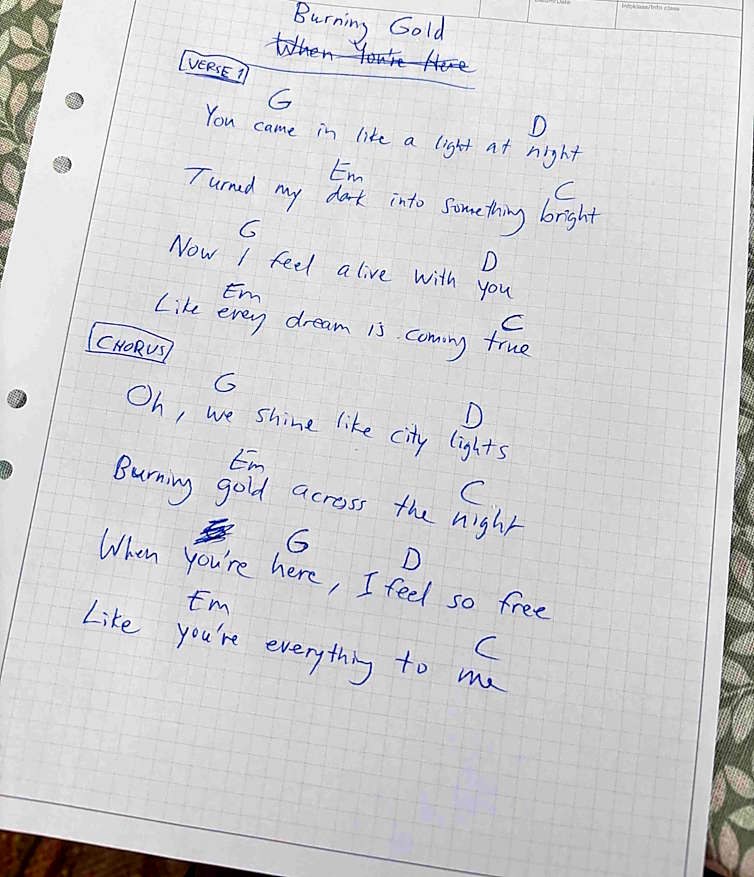 Burning Gold
When You're Here
VERSE 1
G D
You came in like a light at night
Em C
Turned my dark into something bright
G D
Now I feel alive with you
Em C
Like evey dream is coming true
CHORUS
G D
Oh, we shine like city lights
Em C
Burning gold across the night
G D
When you're here, I feel so free
Em C
Like you're everything to me